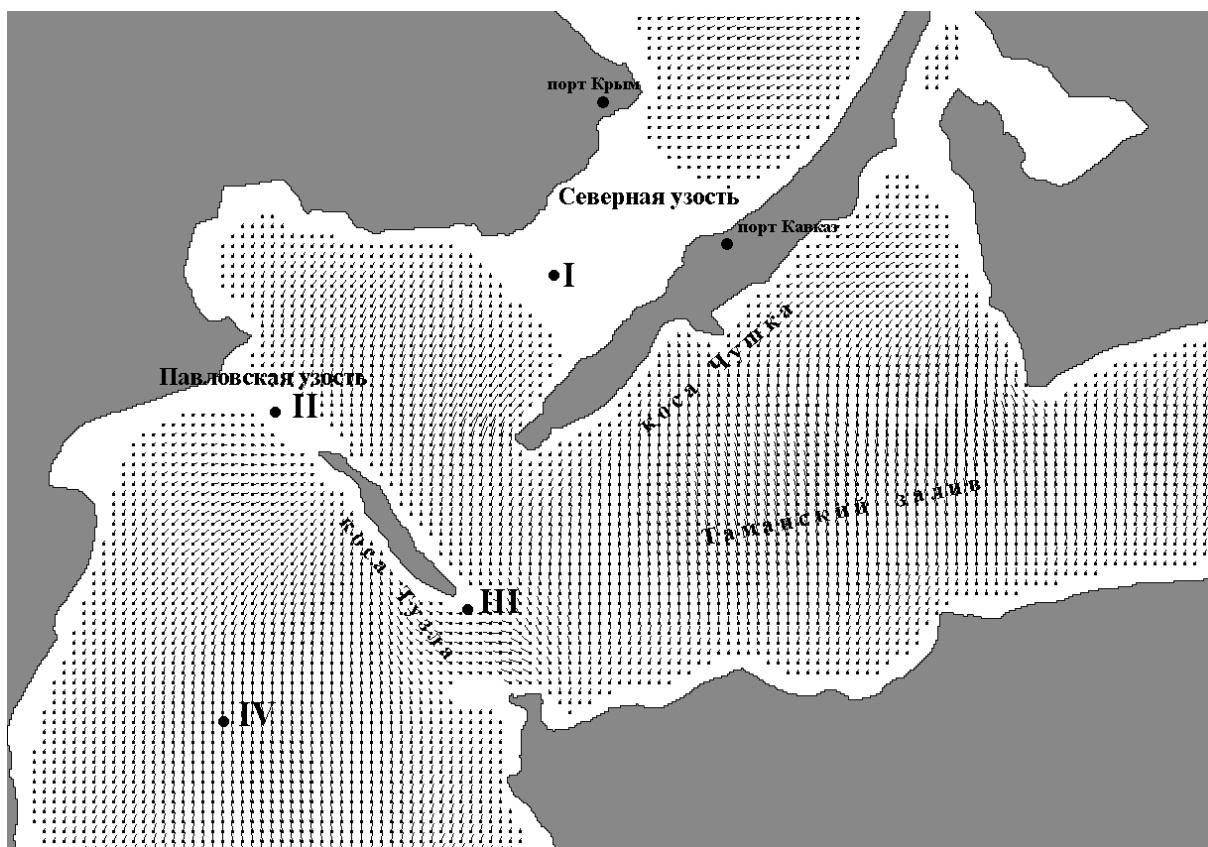 порт Крым
Северная узость
порт Кавказ
I
коса Чушка
Павловская узость
II
Таманский залив
коса Тузла
III
IV